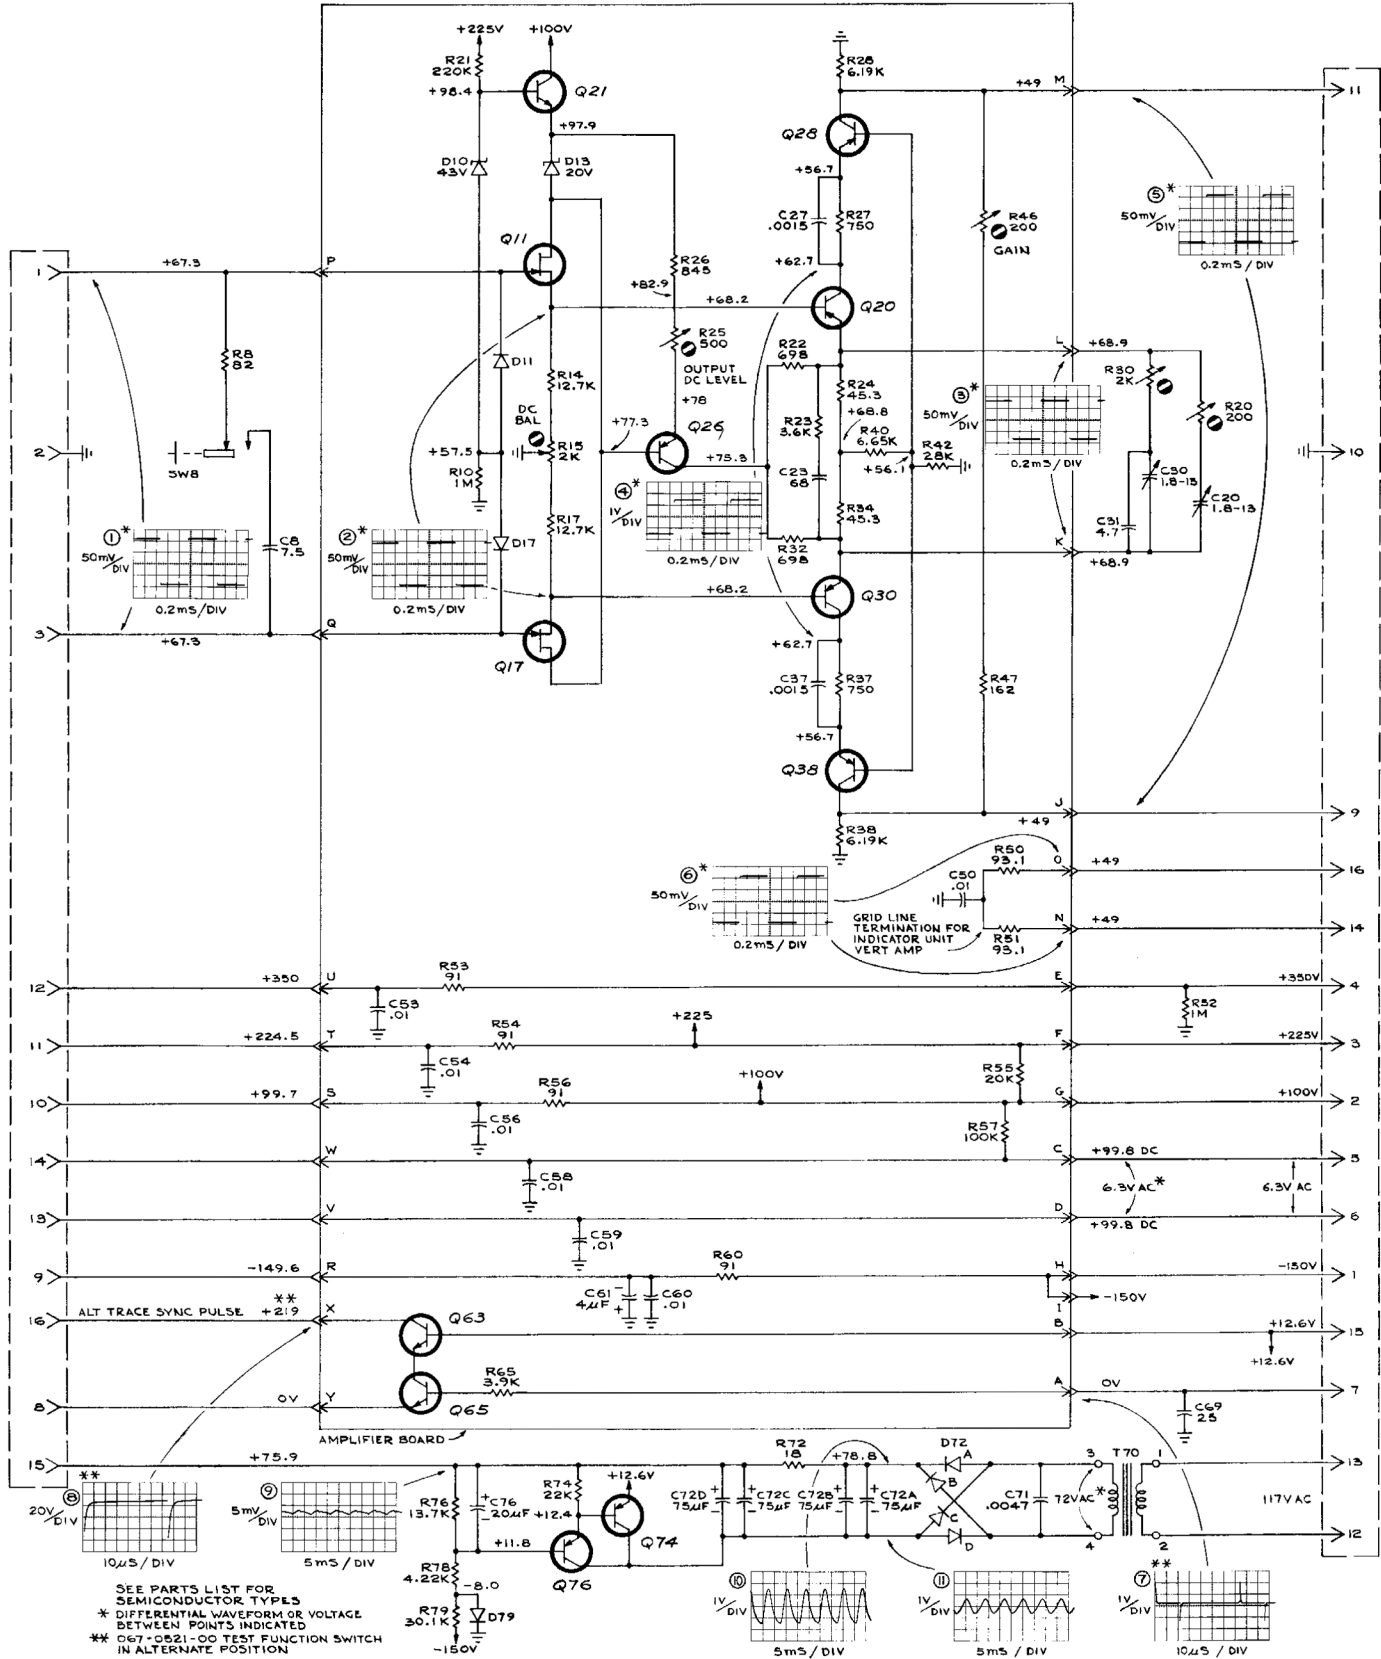 +225V
+100V
R21
220K
+98.4
Q21
+97.9
D10
43V
D13
20V
Q11
1
+67.3
P
R26
845
+82.9
+68.2
R8
82
D11
R14
12.7K
R25
500
OUTPUT
DC LEVEL
+78
DC
BAL
+77.3
Q26
+75.3
2
SW8
+57.5
R10
1M
R15
2K
R17
12.7K
D17
1*
50mV/DIV
0.2mS/DIV
C8
7.5
2*
50mV/DIV
0.2mS/DIV
+68.2
3
+67.3
Q
Q17
R28
6.19K
+49
M
11
Q28
+56.7
C27
.0015
R27
750
+62.7
R46
200
GAIN
5*
50mV/DIV
0.2mS/DIV
Q20
R22
698
L
+68.9
R24
45.3
R23
3.6K
+68.8
R40
6.65K
+56.1
R42
28K
C23
68
R34
45.3
R32
698
4*
1V/DIV
0.2mS/DIV
3*
50mV/DIV
0.2mS/DIV
R30
2K
R20
200
C30
1.8-13
C20
1.8-13
C31
4.7
10
K
+68.9
Q30
+62.7
C37
.0015
R37
750
R47
162
+56.7
Q38
J
+49
9
R38
6.19K
R50
93.1
O
+49
16
6*
50mV/DIV
0.2mS/DIV
C50
.01
GRID LINE
TERMINATION FOR
INDICATOR UNIT
VERT AMP
R51
93.1
N
+49
14
12
+350
U
R53
91
C53
.01
E
+350V
4
R52
1M
11
+224.5
T
R54
91
C54
.01
+225
F
+225V
3
R55
20K
10
+99.7
S
R56
91
C56
.01
+100V
G
+100V
2
R57
100K
14
W
C58
.01
C
+99.8 DC
5
6.3V AC*
6.3V AC
13
V
C59
.01
D
+99.8 DC
6
9
-149.6
R
R60
91
C61
4µF
C60
.01
H
-150V
1
-150V
I
16
ALT TRACE SYNC PULSE
**
+219
X
Q63
B
+12.6V
15
+12.6V
8
0V
Y
R65
3.9K
Q65
A
0V
7
C69
25
AMPLIFIER BOARD
15
+75.9
**
8
20V/DIV
10µS/DIV
9
5mV/DIV
5mS/DIV
R76
13.7K
C76
20µF
R74
22K
+12.6V
+12.4
Q74
+11.8
Q76
R78
4.22K
-8.0
R79
30.1K
D79
-150V
R72
18
+78.8
C72D
75µF
C72C
75µF
C72B
75µF
C72A
75µF
D72
A
B
C
D
C71
.0047
3
72VAC*
4
T70
1
2
13
117VAC
12
10
1V/DIV
5mS/DIV
11
1V/DIV
5mS/DIV
**
7
1V/DIV
10µS/DIV
SEE PARTS LIST FOR
SEMICONDUCTOR TYPES
* DIFFERENTIAL WAVEFORM OR VOLTAGE
BETWEEN POINTS INDICATED
** 067-0521-00 TEST FUNCTION SWITCH
IN ALTERNATE POSITION